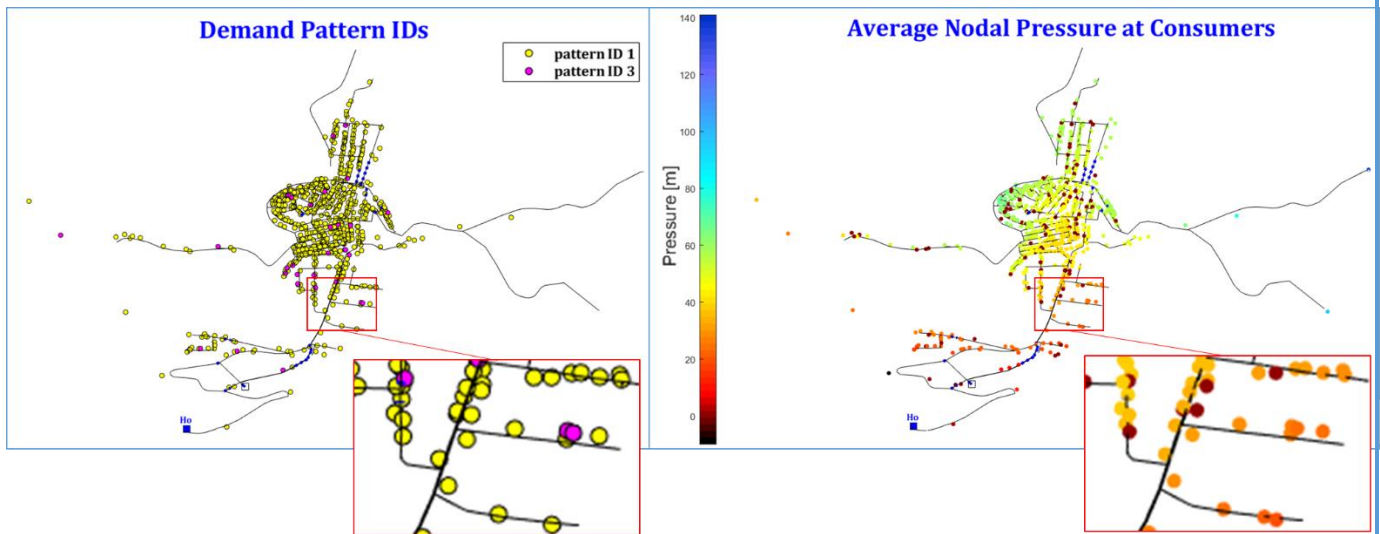 Demand Pattern IDs
pattern ID 1
pattern ID 3
Ho
Average Nodal Pressure at Consumers
Pressure [m]
140
120
100
80
60
40
20
0
Ho